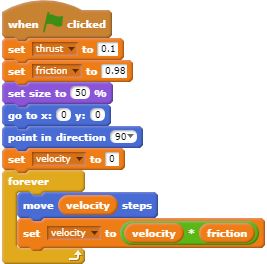 when clicked
set thrust to 0.1
set friction to 0.98
set size to 50 %
go to x: 0 y: 0
point in direction 90
set velocity to 0
forever
move velocity steps
set velocity to velocity * friction